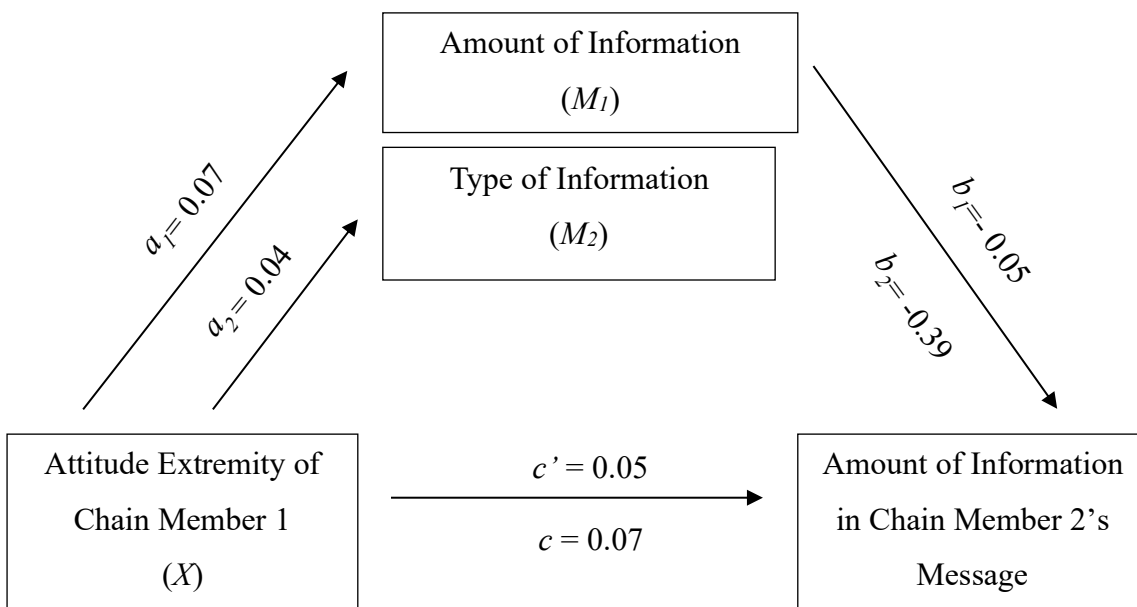 Amount of Information
(M1)
Type of Information
(M2)
a1= 0.07
a2= 0.04
b1=- 0.05
b2= -0.39
Attitude Extremity of
Chain Member 1
(X)
c’ = 0.05
c = 0.07
Amount of Information
in Chain Member 2’s
Message